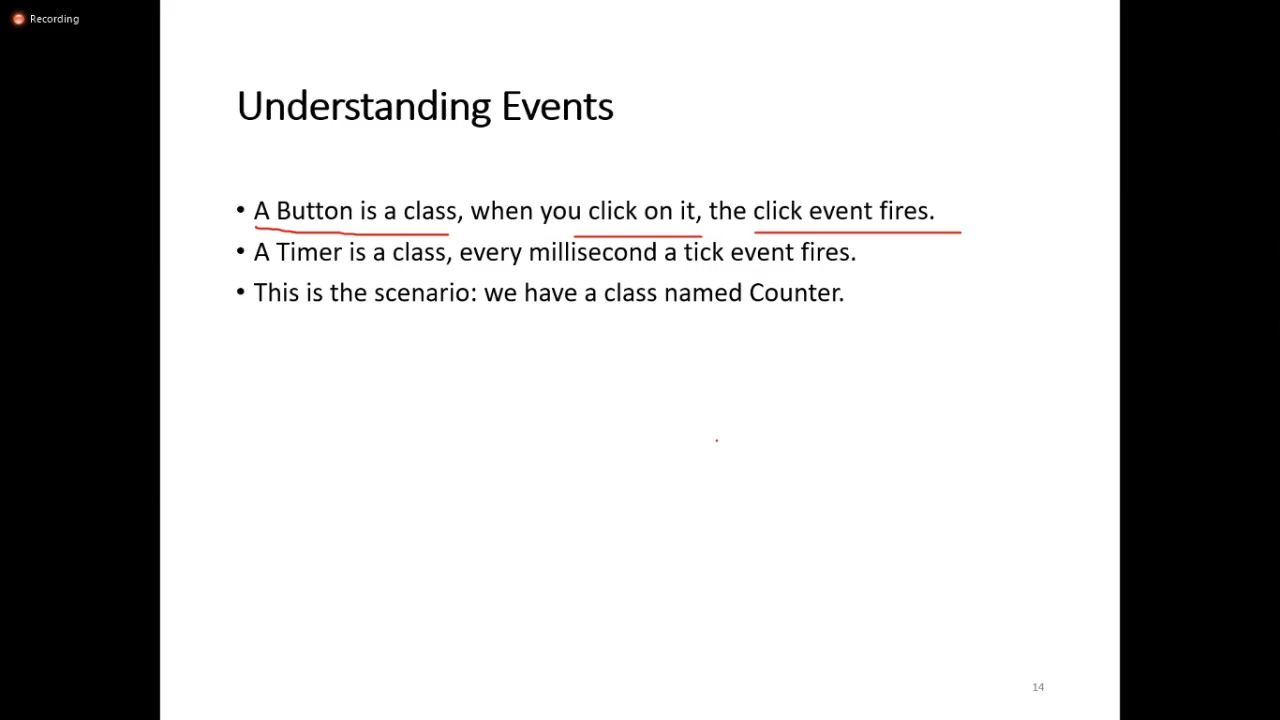 Recording
Understanding Events
• A Button is a class, when you click on it, the click event fires.
• A Timer is a class, every millisecond a tick event fires.
• This is the scenario: we have a class named Counter.
14